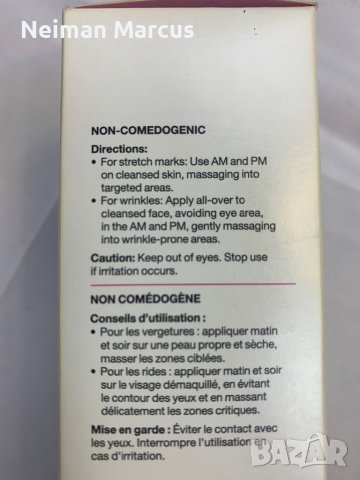 Neiman Marcus
NON-COMEDOGENIC
Directions:
• For stretch marks: Use AM and PM
on cleansed skin, massaging into
targeted areas.
• For wrinkles: Apply all-over to
cleansed face, avoiding eye area,
in the AM and PM, gently massaging
into wrinkle-prone areas.
Caution: Keep out of eyes. Stop use
if irritation occurs.
NON COMÉDOGÈNE
Conseils d'utilisation :
• Pour les vergetures : appliquer matin
et soir sur une peau propre et sèche,
masser les zones ciblées.
• Pour les rides : appliquer matin et soir
sur le visage démaquillé, en évitant
le contour des yeux et en massant
délicatement les zones critiques.
Mise en garde : Éviter le contact avec
les yeux. Interrompre l'utilisation en
cas d'irritation.
BAZAR